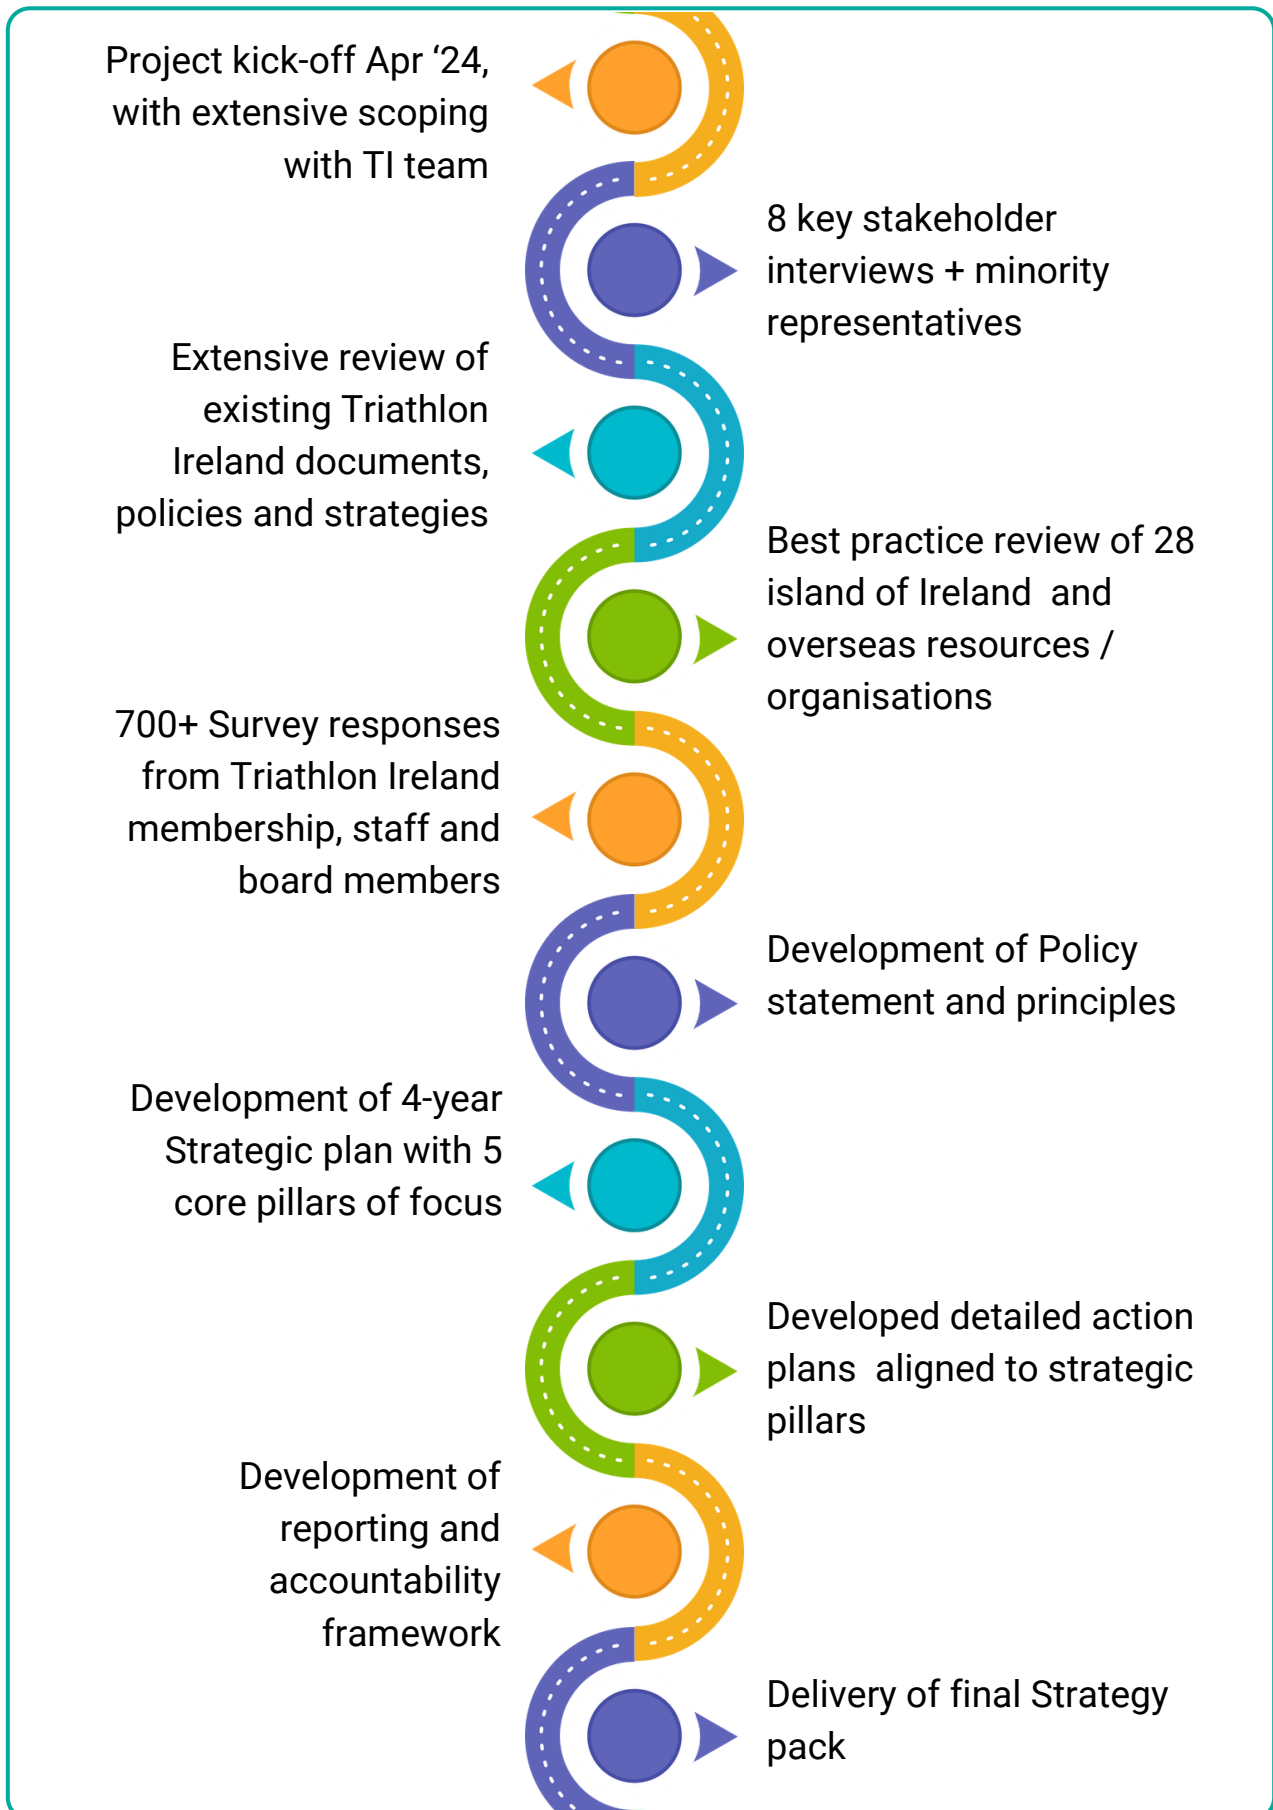 Project kick-off Apr ‘24,
with extensive scoping
with TI team
8 key stakeholder
interviews + minority
representatives
Extensive review of
existing Triathlon
Ireland documents,
policies and strategies
Best practice review of 28
island of Ireland  and
overseas resources /
organisations
700+ Survey responses
from Triathlon Ireland
membership, staff and
board members
Development of Policy
statement and principles
Development of 4-year
Strategic plan with 5
core pillars of focus
Developed detailed action
plans  aligned to strategic
pillars
Development of
reporting and
accountability
framework
Delivery of final Strategy
pack